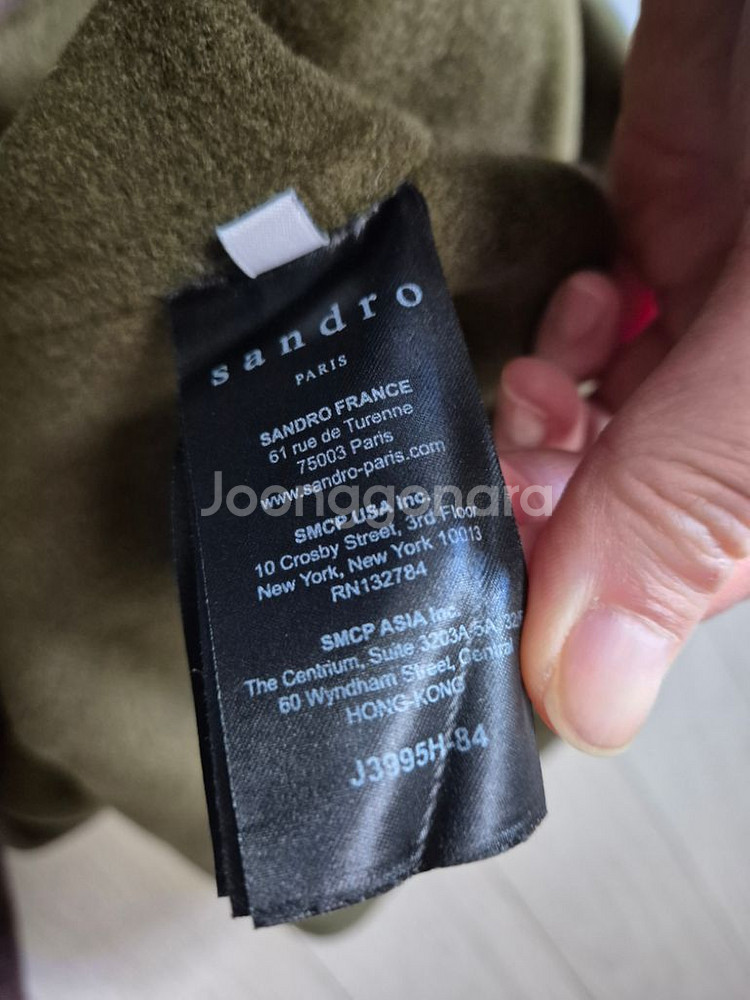 sandro
PARIS
SANDRO FRANCE
61 rue de Turenne
75003 Paris
www.sandro-paris.com
Joonggonara
SMCP USA Inc.
10 Crosby Street, 3rd Floor
New York, New York 10013
RN132784
SMCP ASIA Inc.
The Centrium, Suite 3203A-5A
60 Wyndham Street, Central
HONG-KONG
J3995H-84